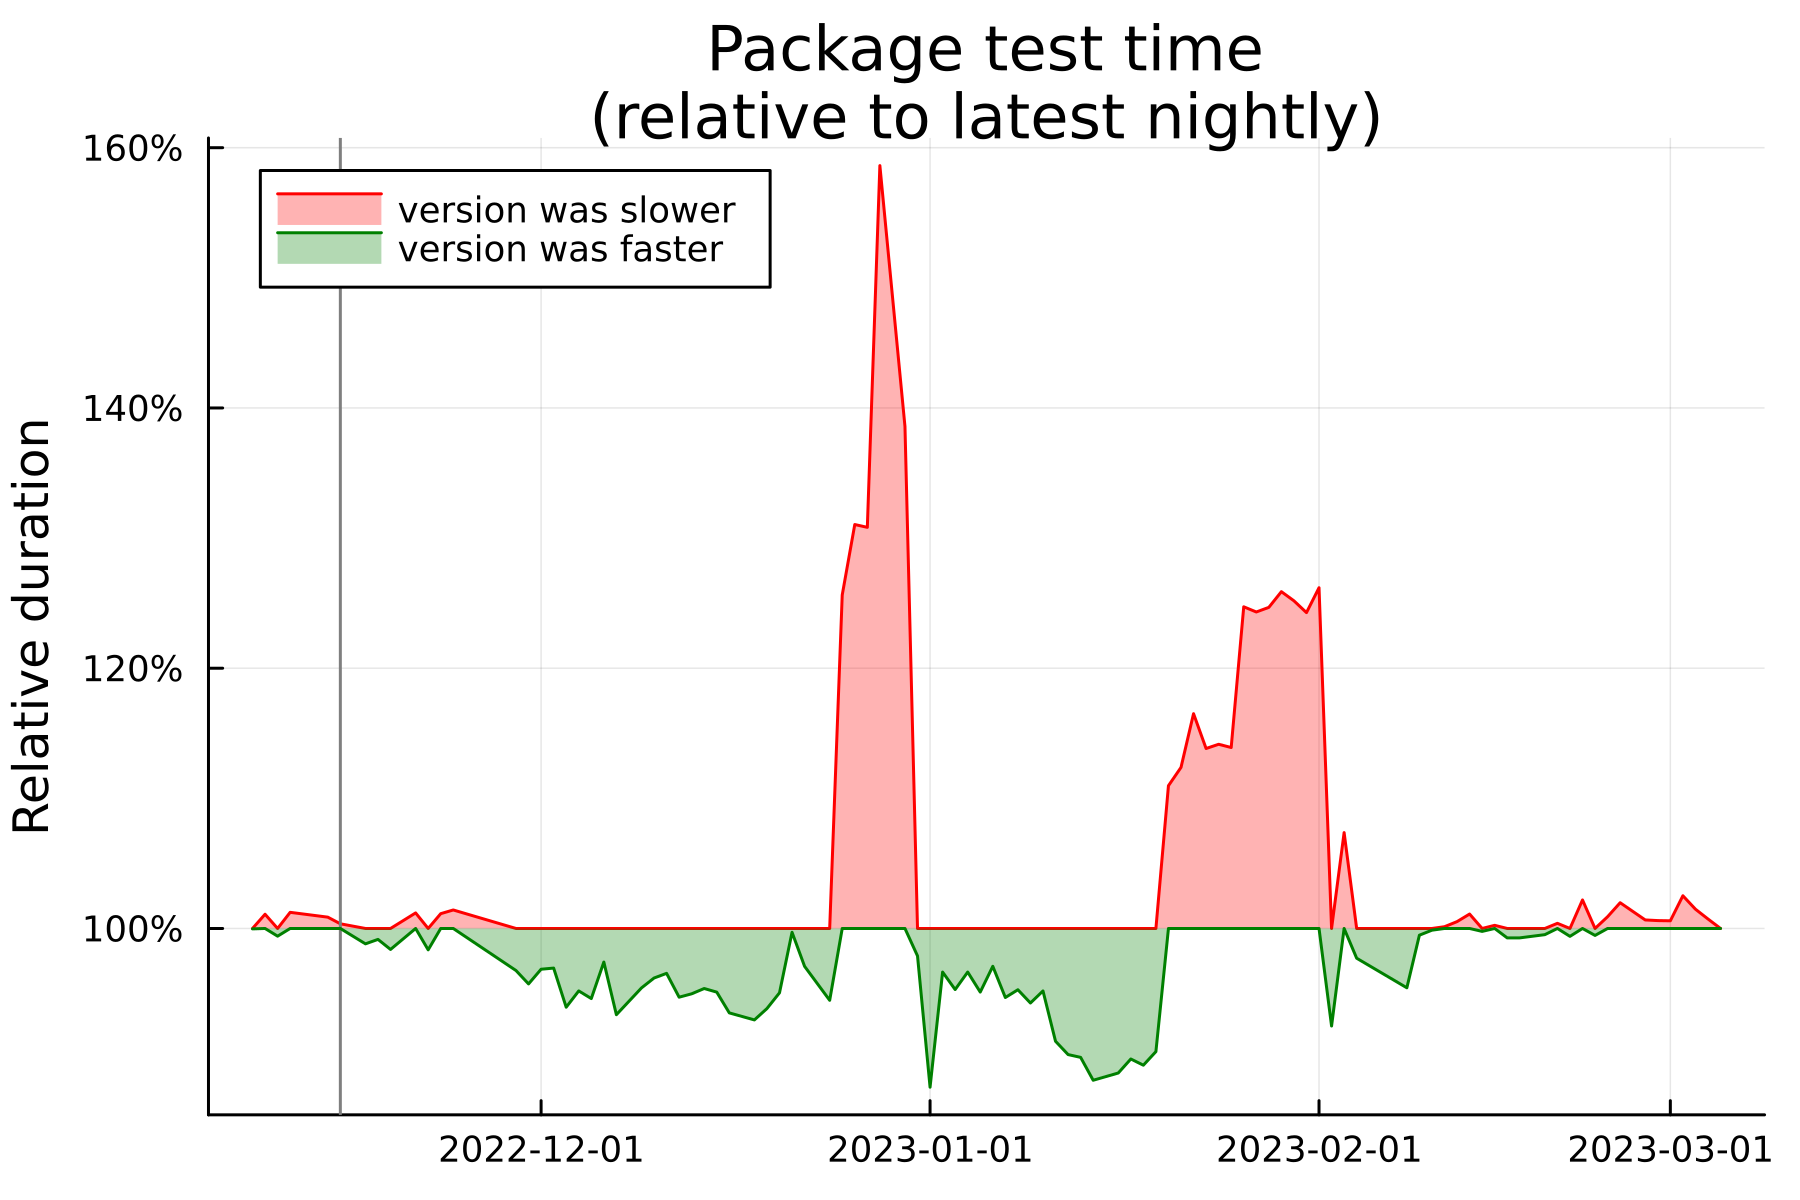 Package test time
(relative to latest nightly)
160%
version was slower
version was faster
140%
Relative duration
120%
100%
2022-12-01
2023-01-01
2023-02-01
2023-03-01